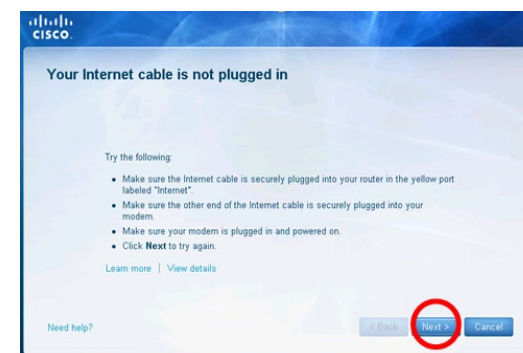 CISCO.
Your Internet cable is not plugged in
Try the following:
• Make sure the Internet cable is securely plugged into your router in the yellow port
labeled "Internet".
• Make sure the other end of the Internet cable is securely plugged into your
modem.
• Make sure your modem is plugged in and powered on.
• Click Next to try again.
Learn more | View details
Need help? < Back Next > Cancel